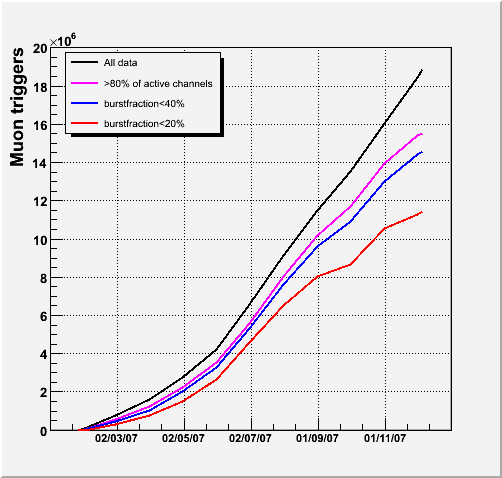 ×10⁶
Muon triggers
20
18
16
14
12
10
8
6
4
2
0
All data
>80% of active channels
burstfraction<40%
burstfraction<20%
02/03/07 02/05/07 02/07/07 01/09/07 01/11/07